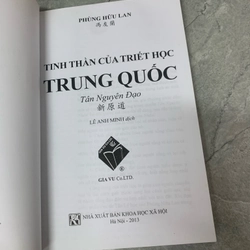 PHÙNG HỮU LAN
馮友蘭
TINH THẦN CỦA TRIẾT HỌC
TRUNG QUỐC
Tân Nguyên Đạo
新原道
LÊ ANH MINH dịch
GIA VU Co.LTD.
NHÀ XUẤT BẢN KHOA HỌC XÃ HỘI
Hà Nội - 2013